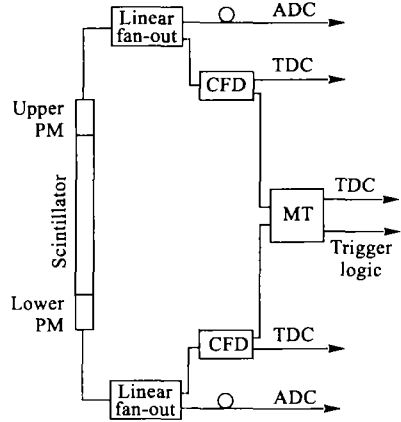 Linear
fan-out
ADC
CFD
TDC
Upper
PM
Scintillator
MT
TDC
Trigger
logic
Lower
PM
CFD
TDC
Linear
fan-out
ADC